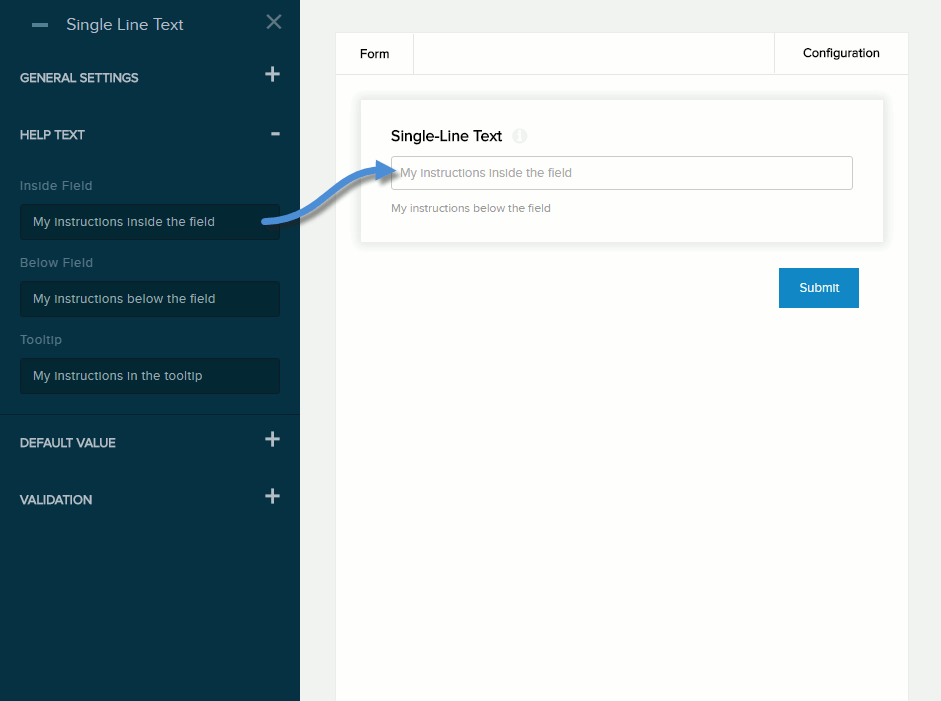 Single Line Text
GENERAL SETTINGS
HELP TEXT
Inside Field
My instructions inside the field
Below Field
My instructions below the field
Tooltip
My instructions in the tooltip
DEFAULT VALUE
VALIDATION
Form
Configuration
Single-Line Text
My instructions inside the field
My instructions below the field
Submit